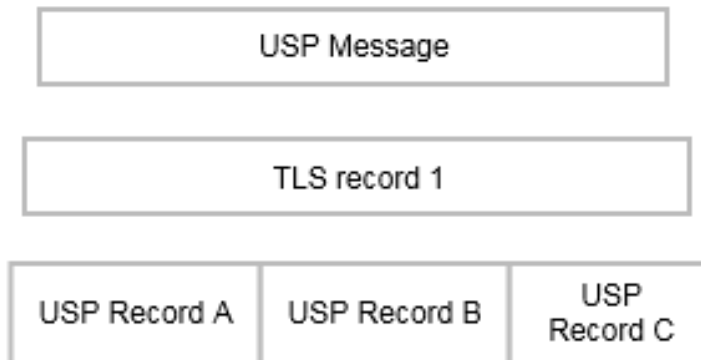 USP Message
TLS record 1
USP Record A
USP Record B
USP
Record C